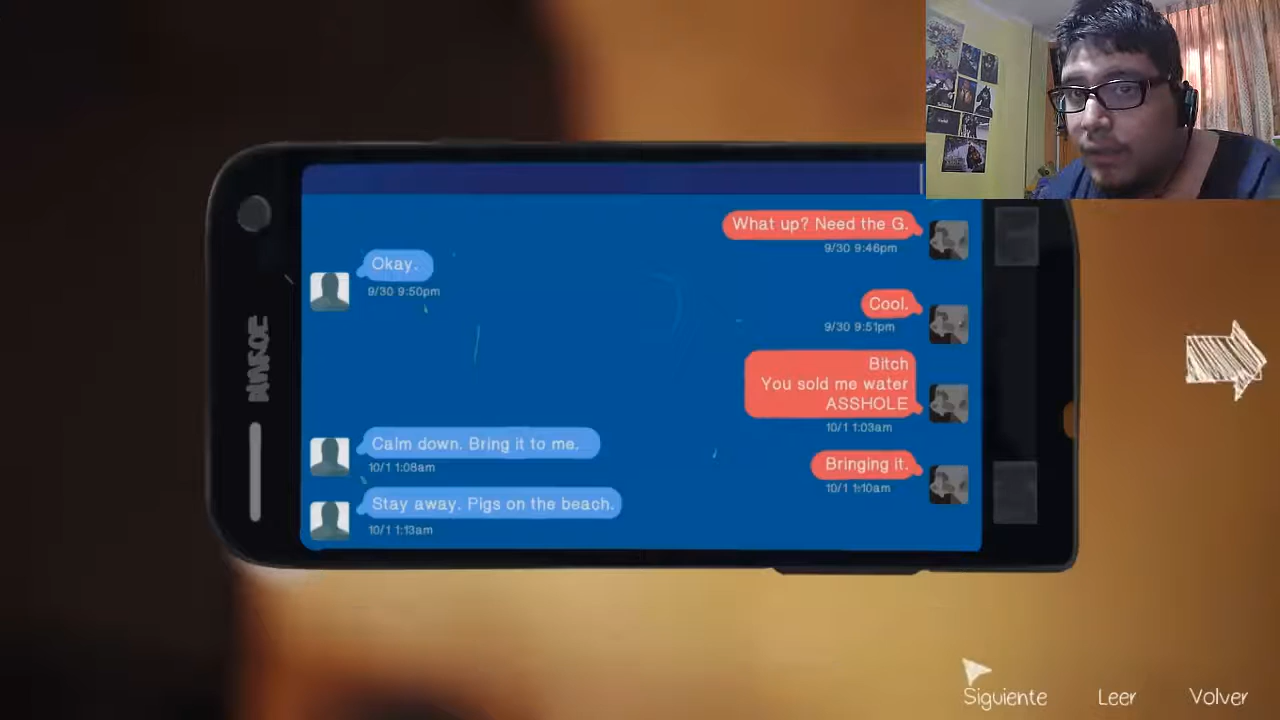 What up? Need the G.
9/30 9:46pm
Okay.
9/30 9:50pm
Cool.
9/30 9:51pm
Bitch
You sold me water
ASSHOLE
10/1 1:03am
Calm down. Bring it to me.
10/1 1:08am
Bringing it.
10/1 1:10am
Stay away. Pigs on the beach.
10/1 1:13am
Siguiente
Leer
Volver